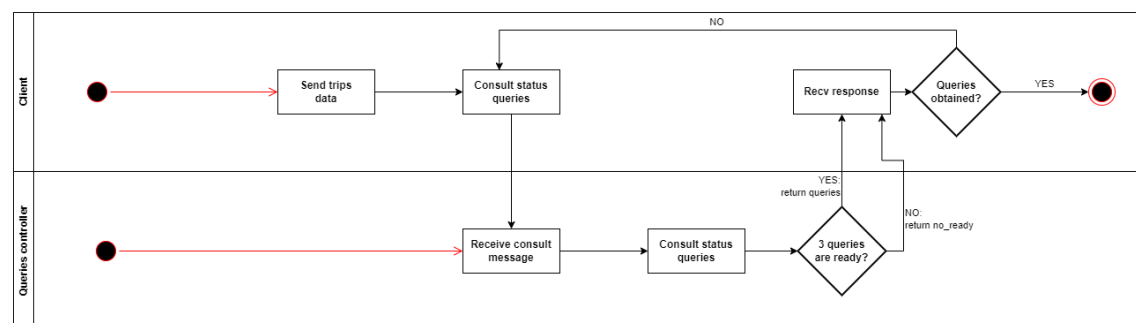 Client
NO
Send trips
data
Consult status
queries
Recv response
Queries
obtained?
YES
Queries controller
YES:
return queries
NO:
return no_ready
Receive consult
message
Consult status
queries
3 queries
are ready?